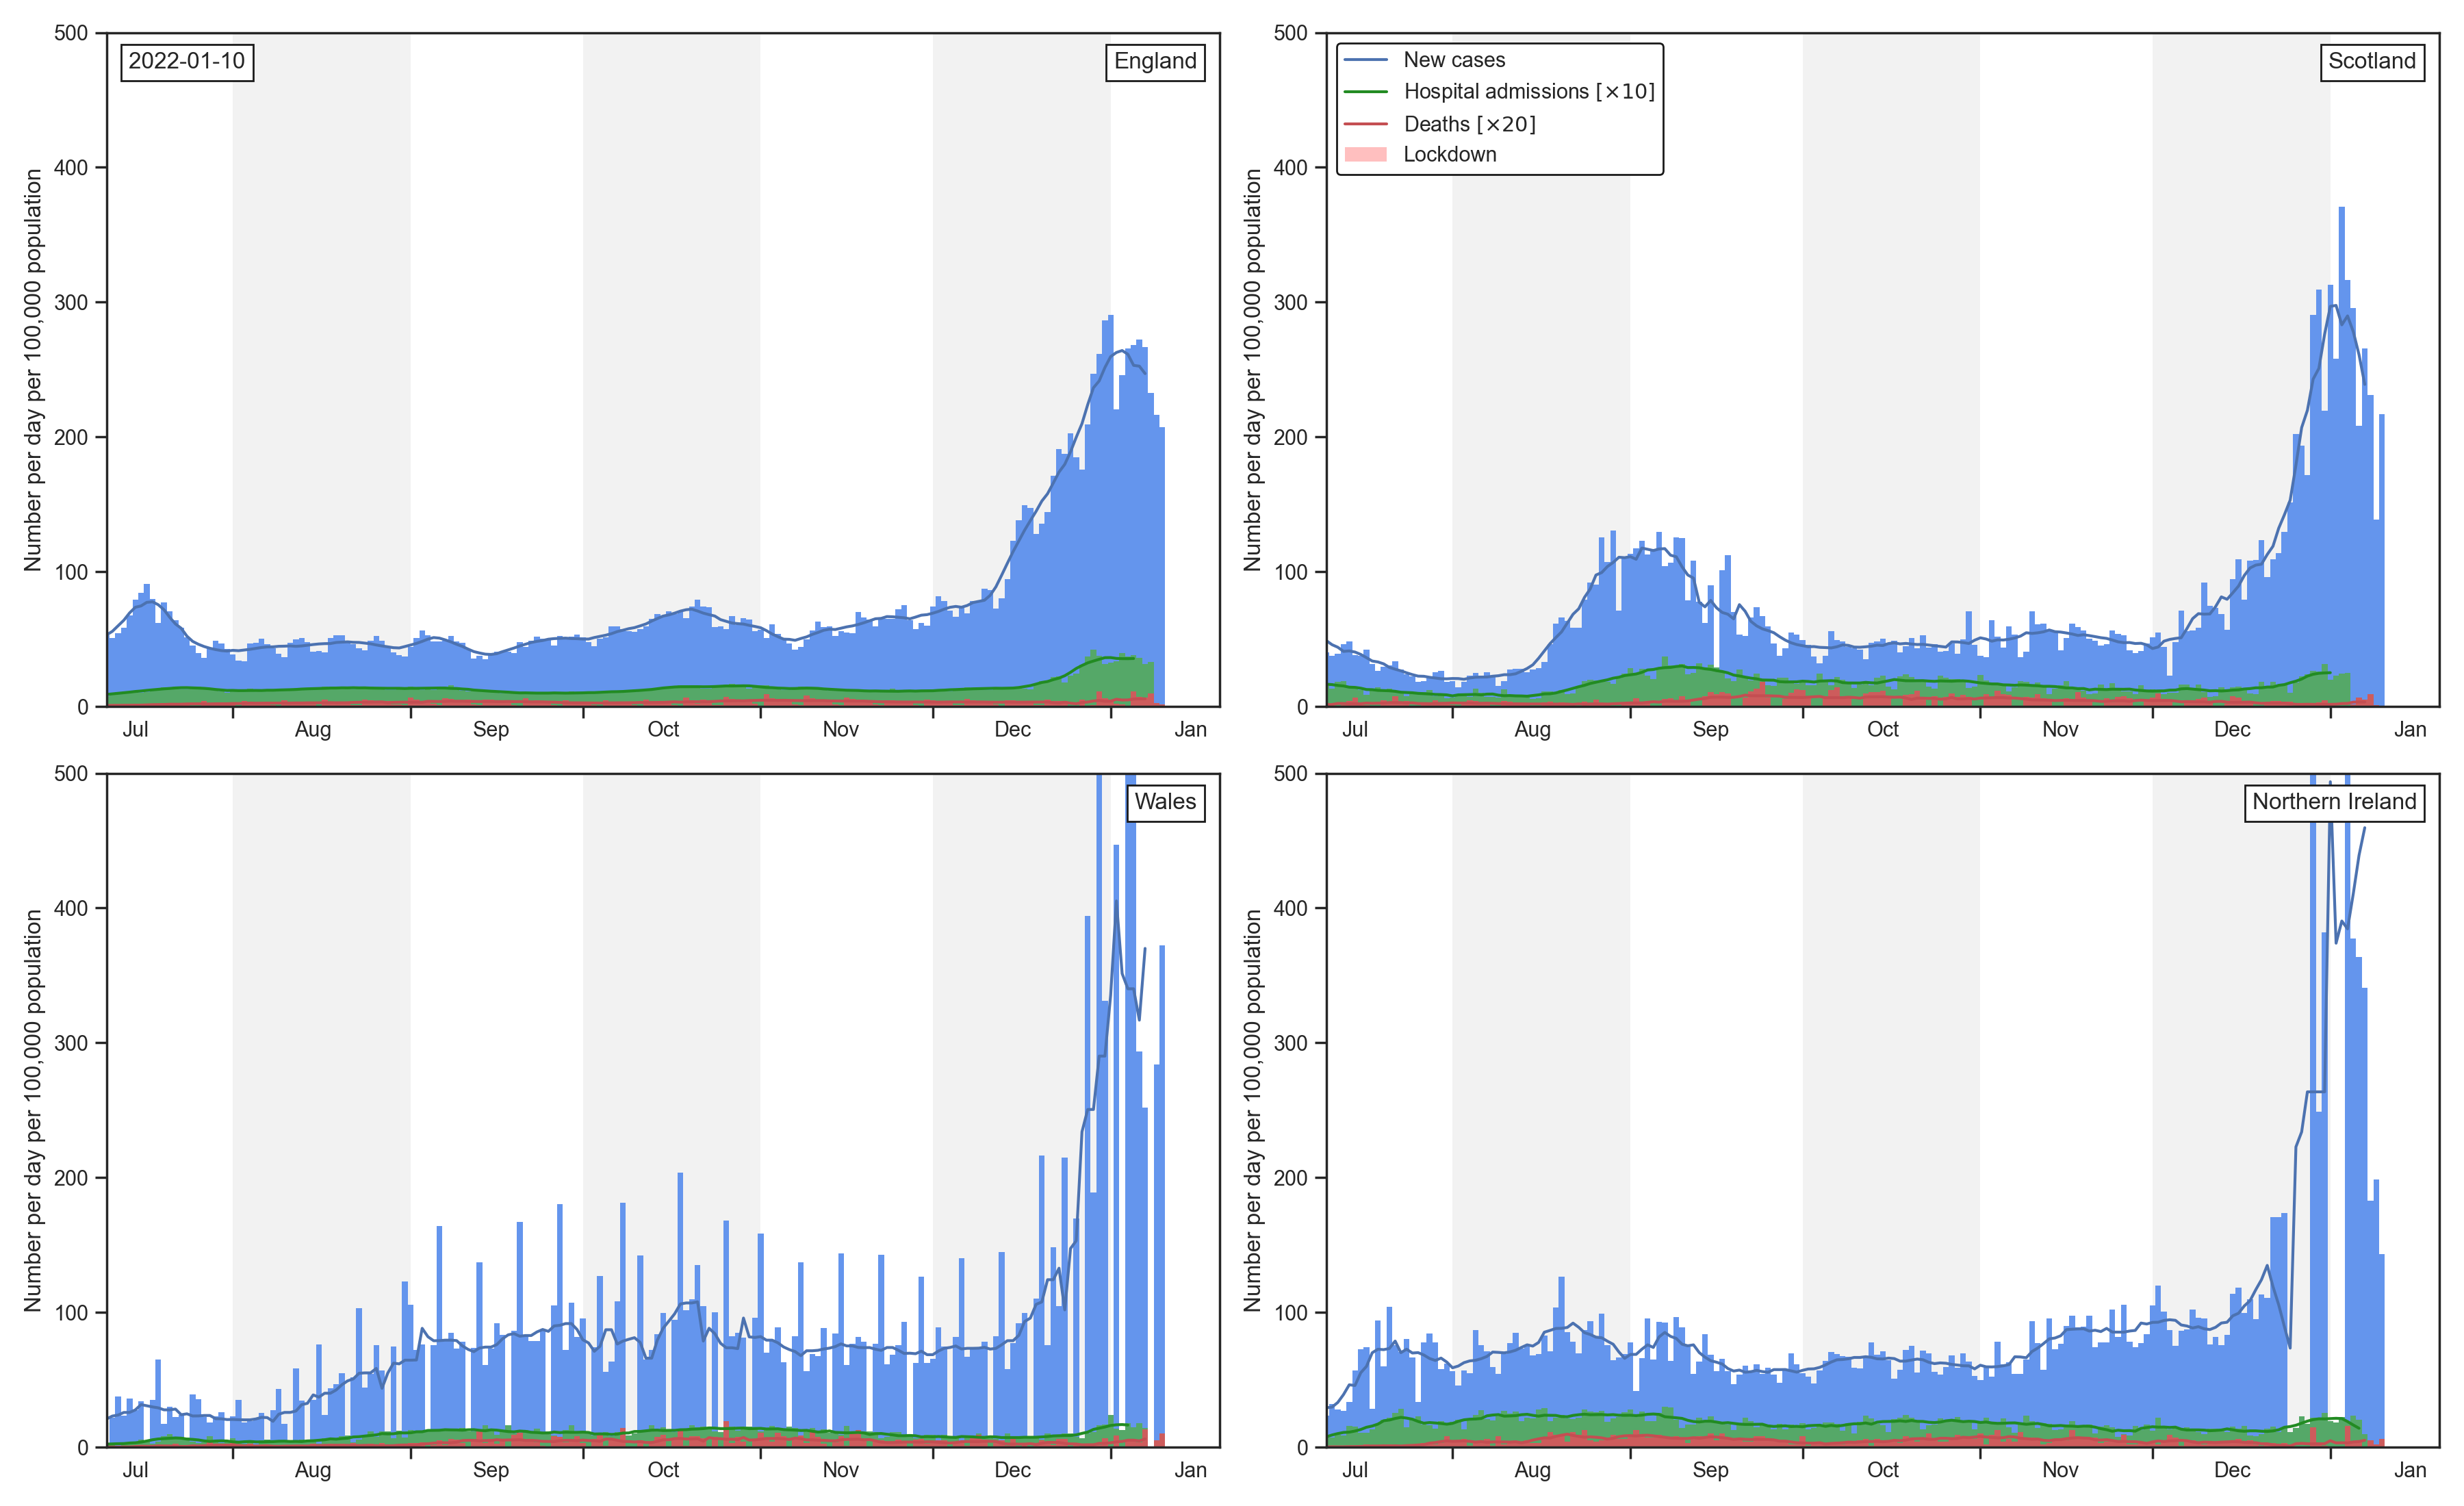 2022-01-10
England
Number per day per 100,000 population
500
400
300
200
100
0
Jul Aug Sep Oct Nov Dec Jan
Scotland
New cases
Hospital admissions [×10]
Deaths [×20]
Lockdown
Number per day per 100,000 population
500
400
300
200
100
0
Jul Aug Sep Oct Nov Dec Jan
Wales
Number per day per 100,000 population
500
400
300
200
100
0
Jul Aug Sep Oct Nov Dec Jan
Northern Ireland
Number per day per 100,000 population
500
400
300
200
100
0
Jul Aug Sep Oct Nov Dec Jan